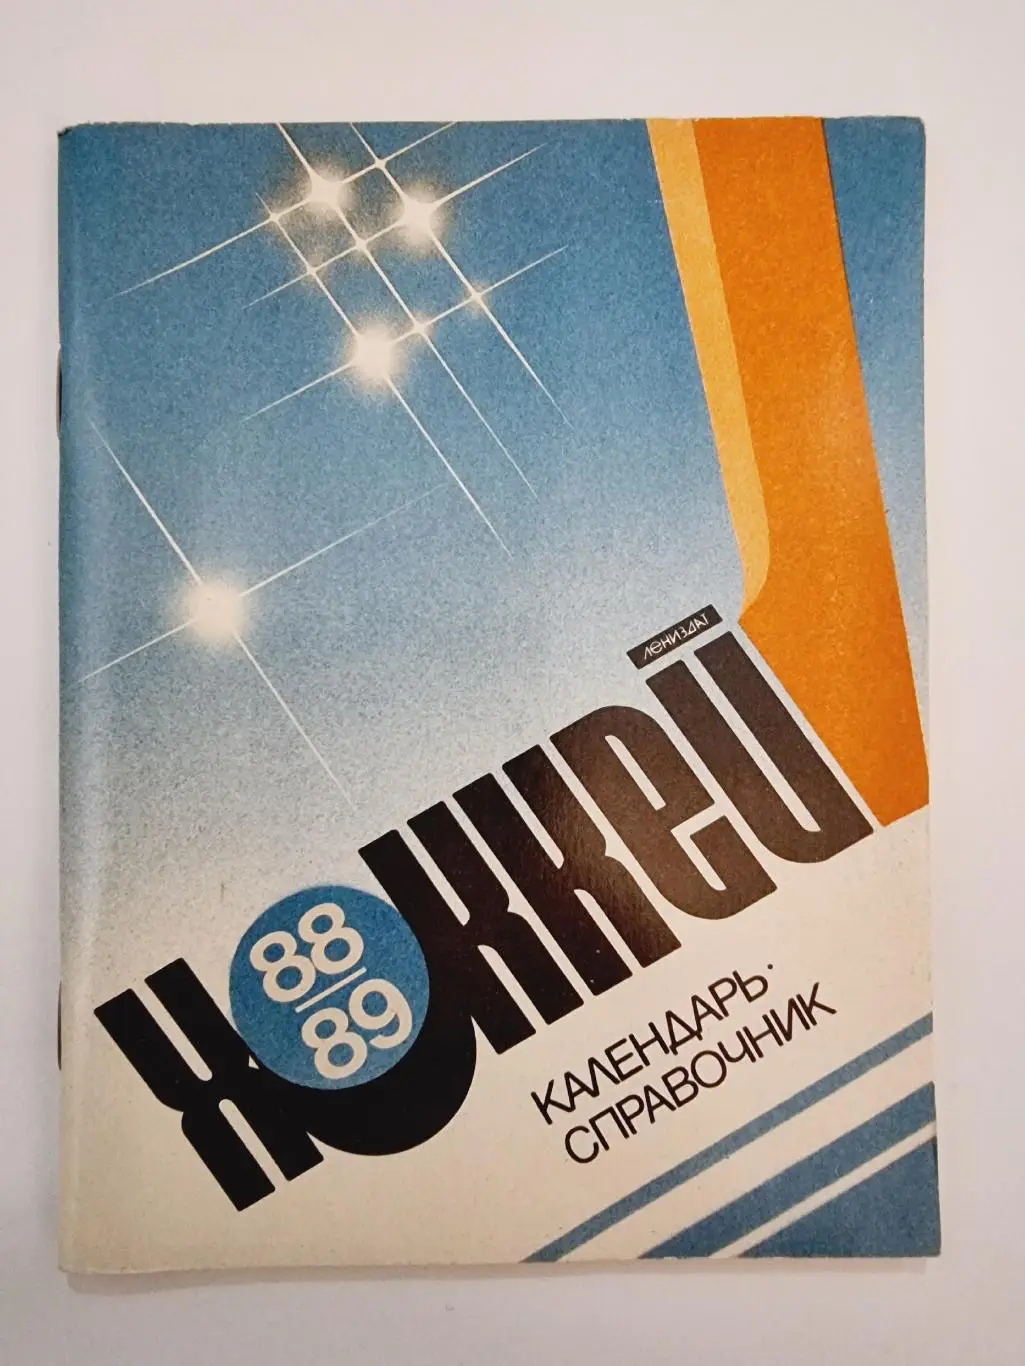 Лениздат
ХОККЕЙ
88/89
КАЛЕНДАРЬ·
СПРАВОЧНИК